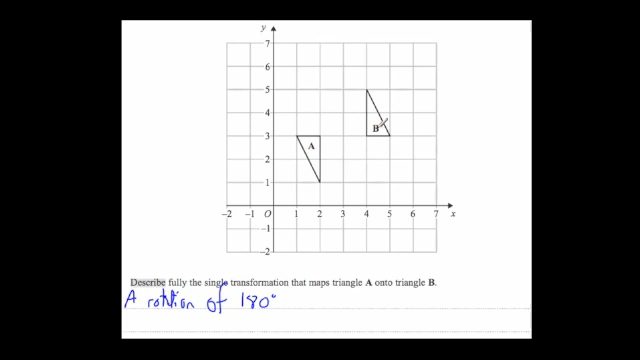 y
7
6
5
4
3
2
1
-1
-2
A
B
-2 -1 O 1 2 3 4 5 6 7 x
Describe fully the single transformation that maps triangle A onto triangle B.
A rotation of 180°